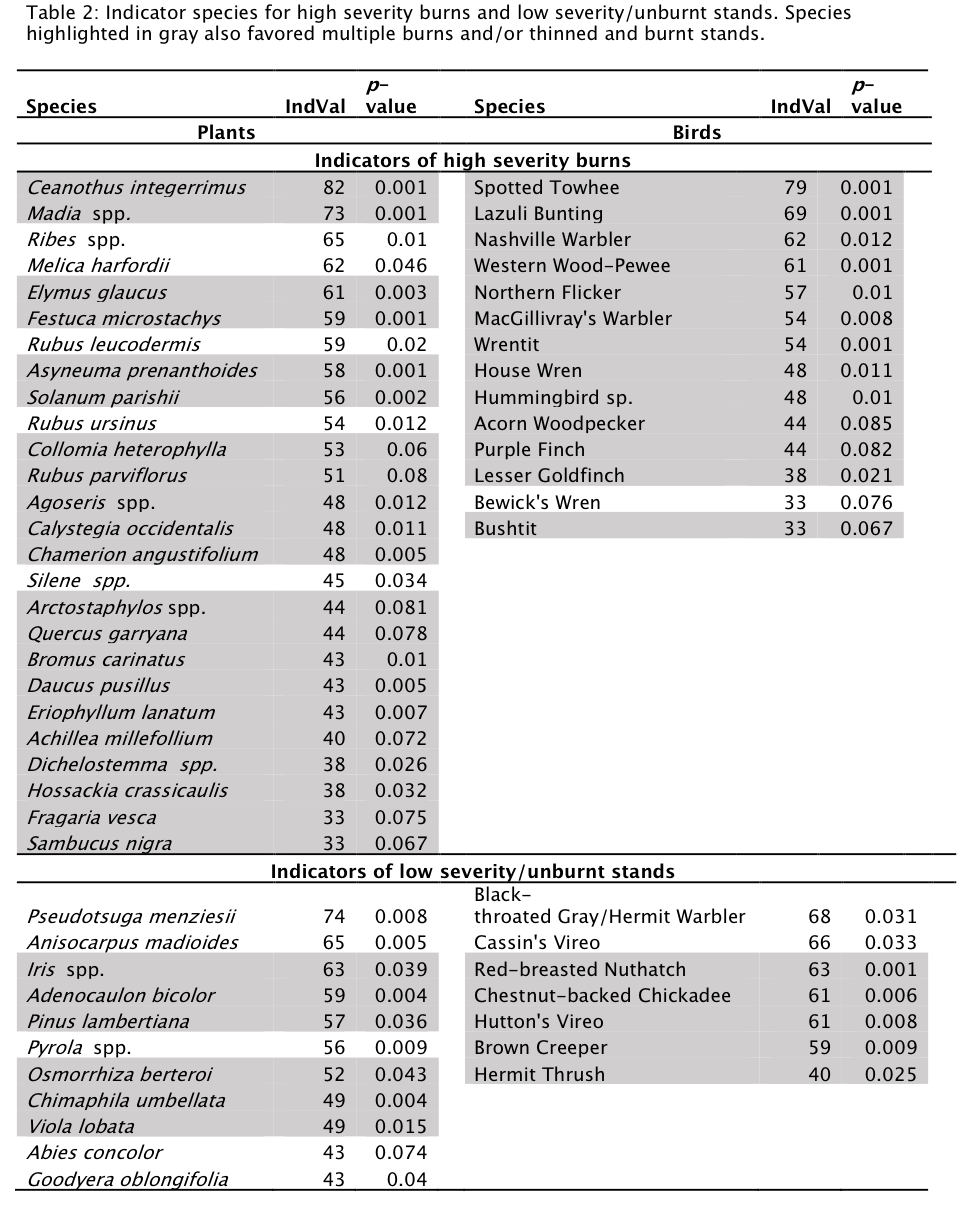 Table 2: Indicator species for high severity burns and low severity/unburnt stands. Species
highlighted in gray also favored multiple burns and/or thinned and burnt stands.
Species IndVal p-value Species IndVal p-value
Plants Birds
Indicators of high severity burns
Ceanothus integerrimus 82 0.001 Spotted Towhee 79 0.001
Madia spp. 73 0.001 Lazuli Bunting 69 0.001
Ribes spp. 65 0.01 Nashville Warbler 62 0.012
Melica harfordii 62 0.046 Western Wood-Pewee 61 0.001
Elymus glaucus 61 0.003 Northern Flicker 57 0.01
Festuca microstachys 59 0.001 MacGillivray's Warbler 54 0.008
Rubus leucodermis 59 0.02 Wrentit 54 0.001
Asyneuma prenanthoides 58 0.001 House Wren 48 0.011
Solanum parishii 56 0.002 Hummingbird sp. 48 0.01
Rubus ursinus 54 0.012 Acorn Woodpecker 44 0.085
Collomia heterophylla 53 0.06 Purple Finch 44 0.082
Rubus parviflorus 51 0.08 Lesser Goldfinch 38 0.021
Agoseris spp. 48 0.012 Bewick's Wren 33 0.076
Calystegia occidentalis 48 0.011 Bushtit 33 0.067
Chamerion angustifolium 48 0.005
Silene spp. 45 0.034
Arctostaphylos spp. 44 0.081
Quercus garryana 44 0.078
Bromus carinatus 43 0.01
Daucus pusillus 43 0.005
Eriophyllum lanatum 43 0.007
Achillea millefollium 40 0.072
Dichelostemma spp. 38 0.026
Hossackia crassicaulis 38 0.032
Fragaria vesca 33 0.075
Sambucus nigra 33 0.067
Indicators of low severity/unburnt stands
Black-
Pseudotsuga menziesii 74 0.008 throated Gray/Hermit Warbler 68 0.031
Anisocarpus madioides 65 0.005 Cassin's Vireo 66 0.033
Iris spp. 63 0.039 Red-breasted Nuthatch 63 0.001
Adenocaulon bicolor 59 0.004 Chestnut-backed Chickadee 61 0.006
Pinus lambertiana 57 0.036 Hutton's Vireo 61 0.008
Pyrola spp. 56 0.009 Brown Creeper 59 0.009
Osmorrhiza berteroi 52 0.043 Hermit Thrush 40 0.025
Chimaphila umbellata 49 0.004
Viola lobata 49 0.015
Abies concolor 43 0.074
Goodyera oblongifolia 43 0.04